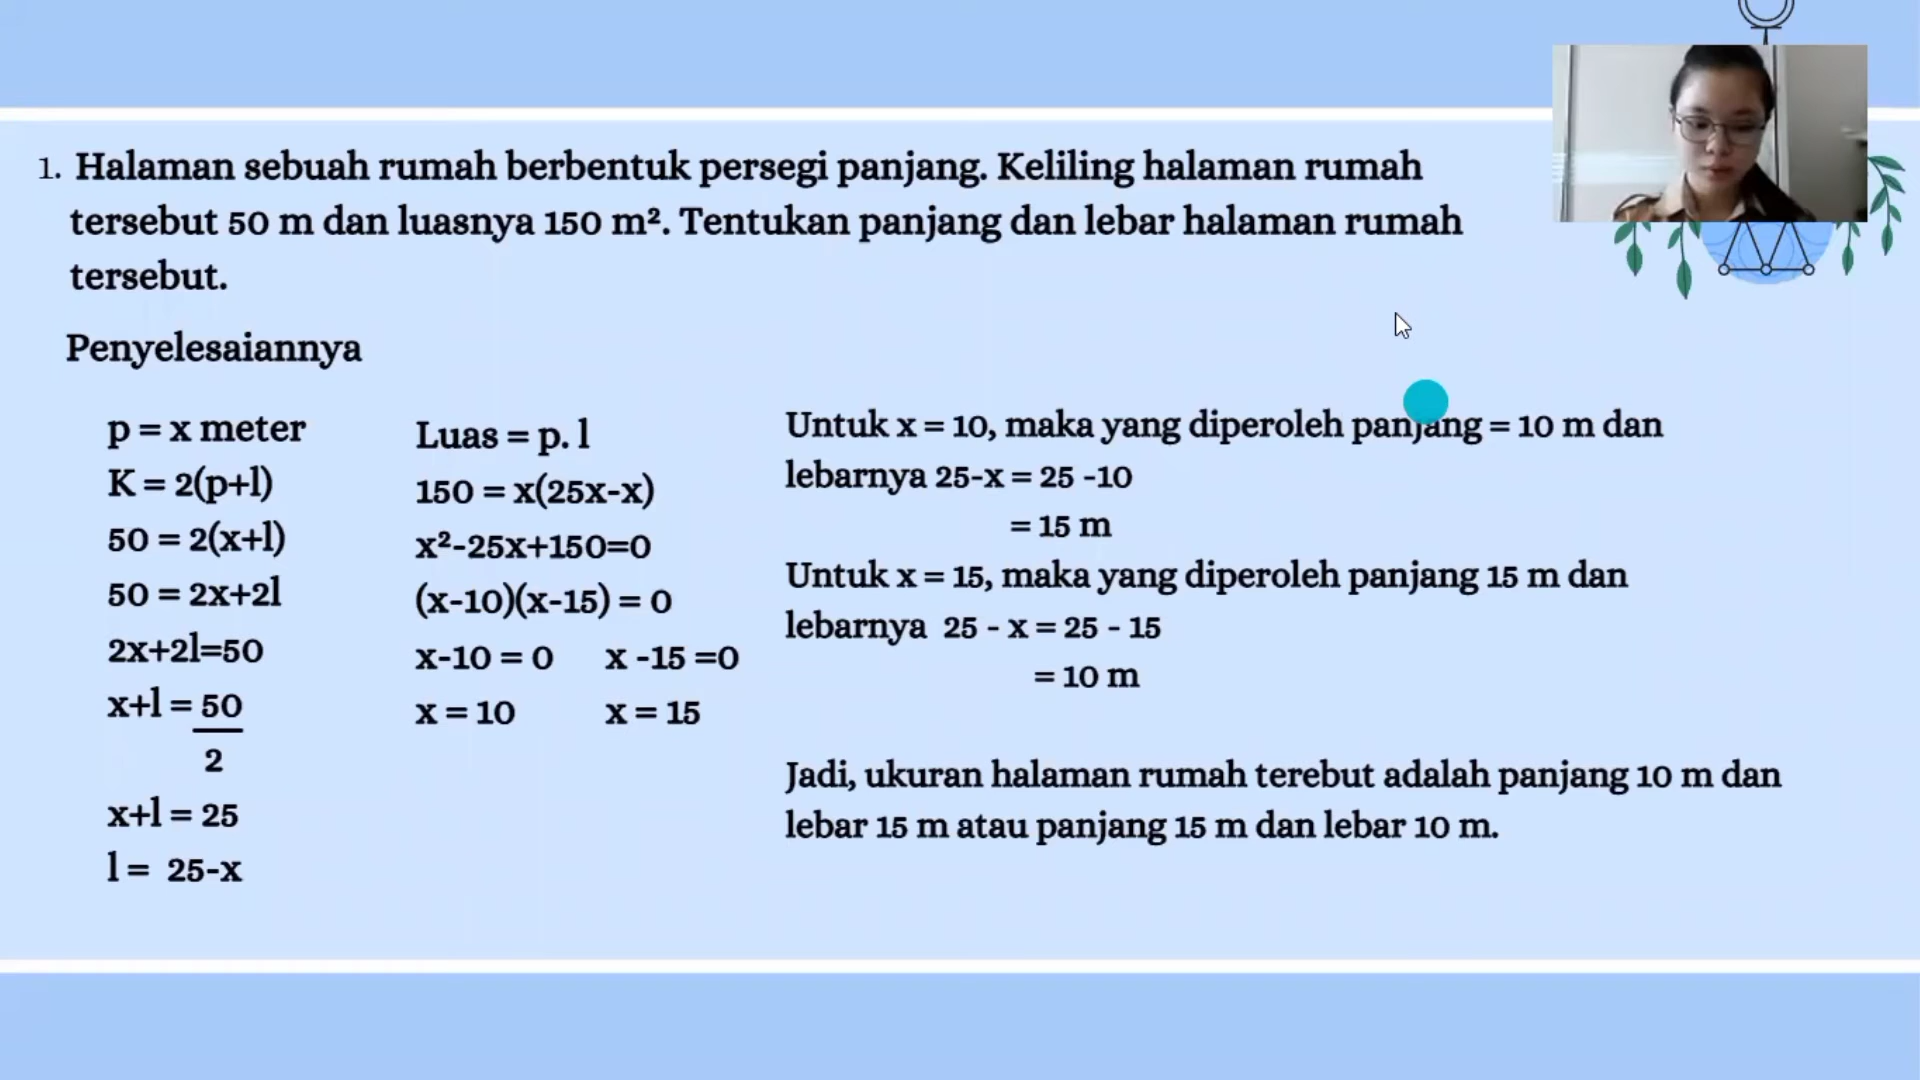 1. Halaman sebuah rumah berbentuk persegi panjang. Keliling halaman rumah
tersebut 50 m dan luasnya 150 m². Tentukan panjang dan lebar halaman rumah
tersebut.
Penyelesaiannya
p = x meter
K = 2(p+l)
50 = 2(x+l)
50 = 2x+2l
2x+2l=50
x+l = 50
2
x+l = 25
l = 25-x
Luas = p. l
150 = x(25x-x)
x²-25x+150=0
(x-10)(x-15) = 0
x-10 = 0 x -15 =0
x = 10 x = 15
Untuk x = 10, maka yang diperoleh panjang = 10 m dan
lebarnya 25-x = 25 -10
= 15 m
Untuk x = 15, maka yang diperoleh panjang 15 m dan
lebarnya 25 - x = 25 - 15
= 10 m
Jadi, ukuran halaman rumah terebut adalah panjang 10 m dan
lebar 15 m atau panjang 15 m dan lebar 10 m.